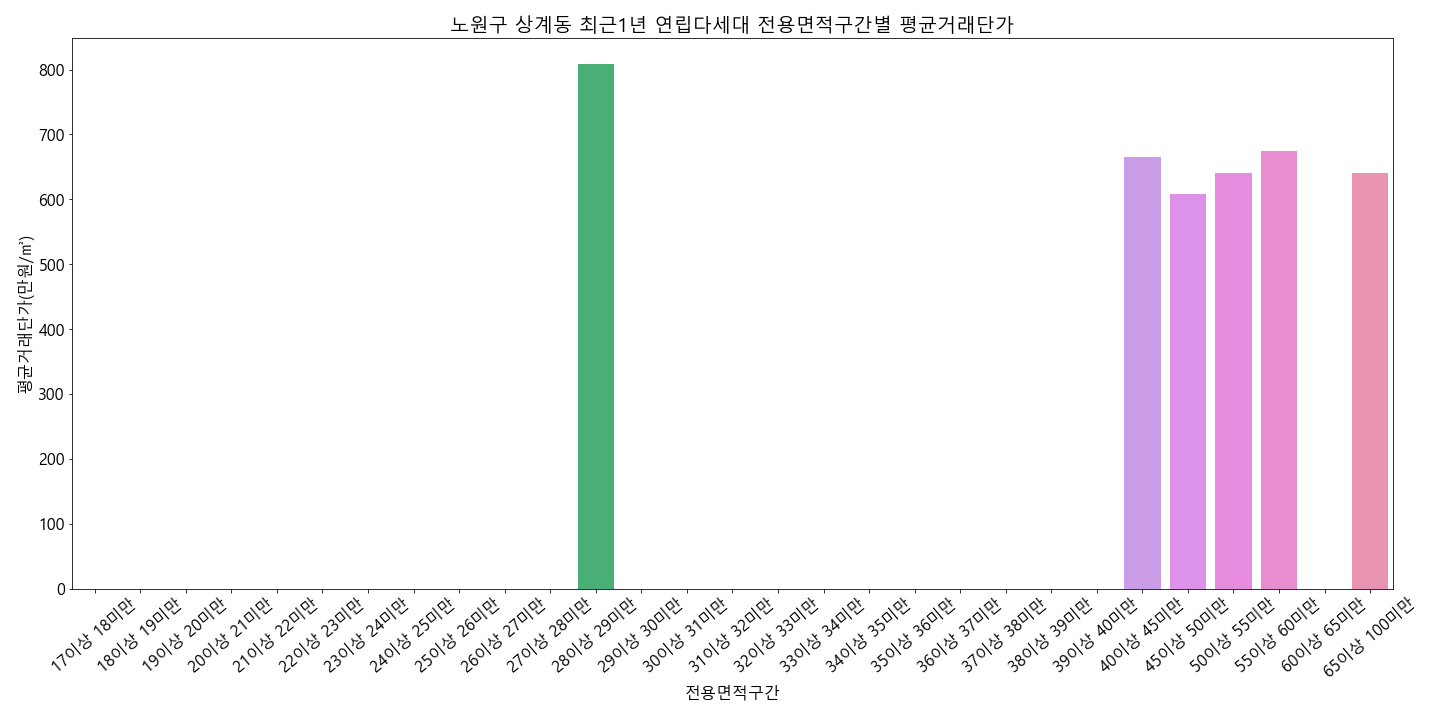 노원구 상계동 최근1년 연립다세대 전용면적구간별 평균거래단가
평균거래단가(만원/㎡)
800
700
600
500
400
300
200
100
0
17이상 18미만
18이상 19미만
19이상 20미만
20이상 21미만
21이상 22미만
22이상 23미만
23이상 24미만
24이상 25미만
25이상 26미만
26이상 27미만
27이상 28미만
28이상 29미만
29이상 30미만
30이상 31미만
31이상 32미만
32이상 33미만
33이상 34미만
34이상 35미만
35이상 36미만
36이상 37미만
37이상 38미만
38이상 39미만
39이상 40미만
40이상 45미만
45이상 50미만
50이상 55미만
55이상 60미만
60이상 65미만
65이상 100미만
전용면적구간